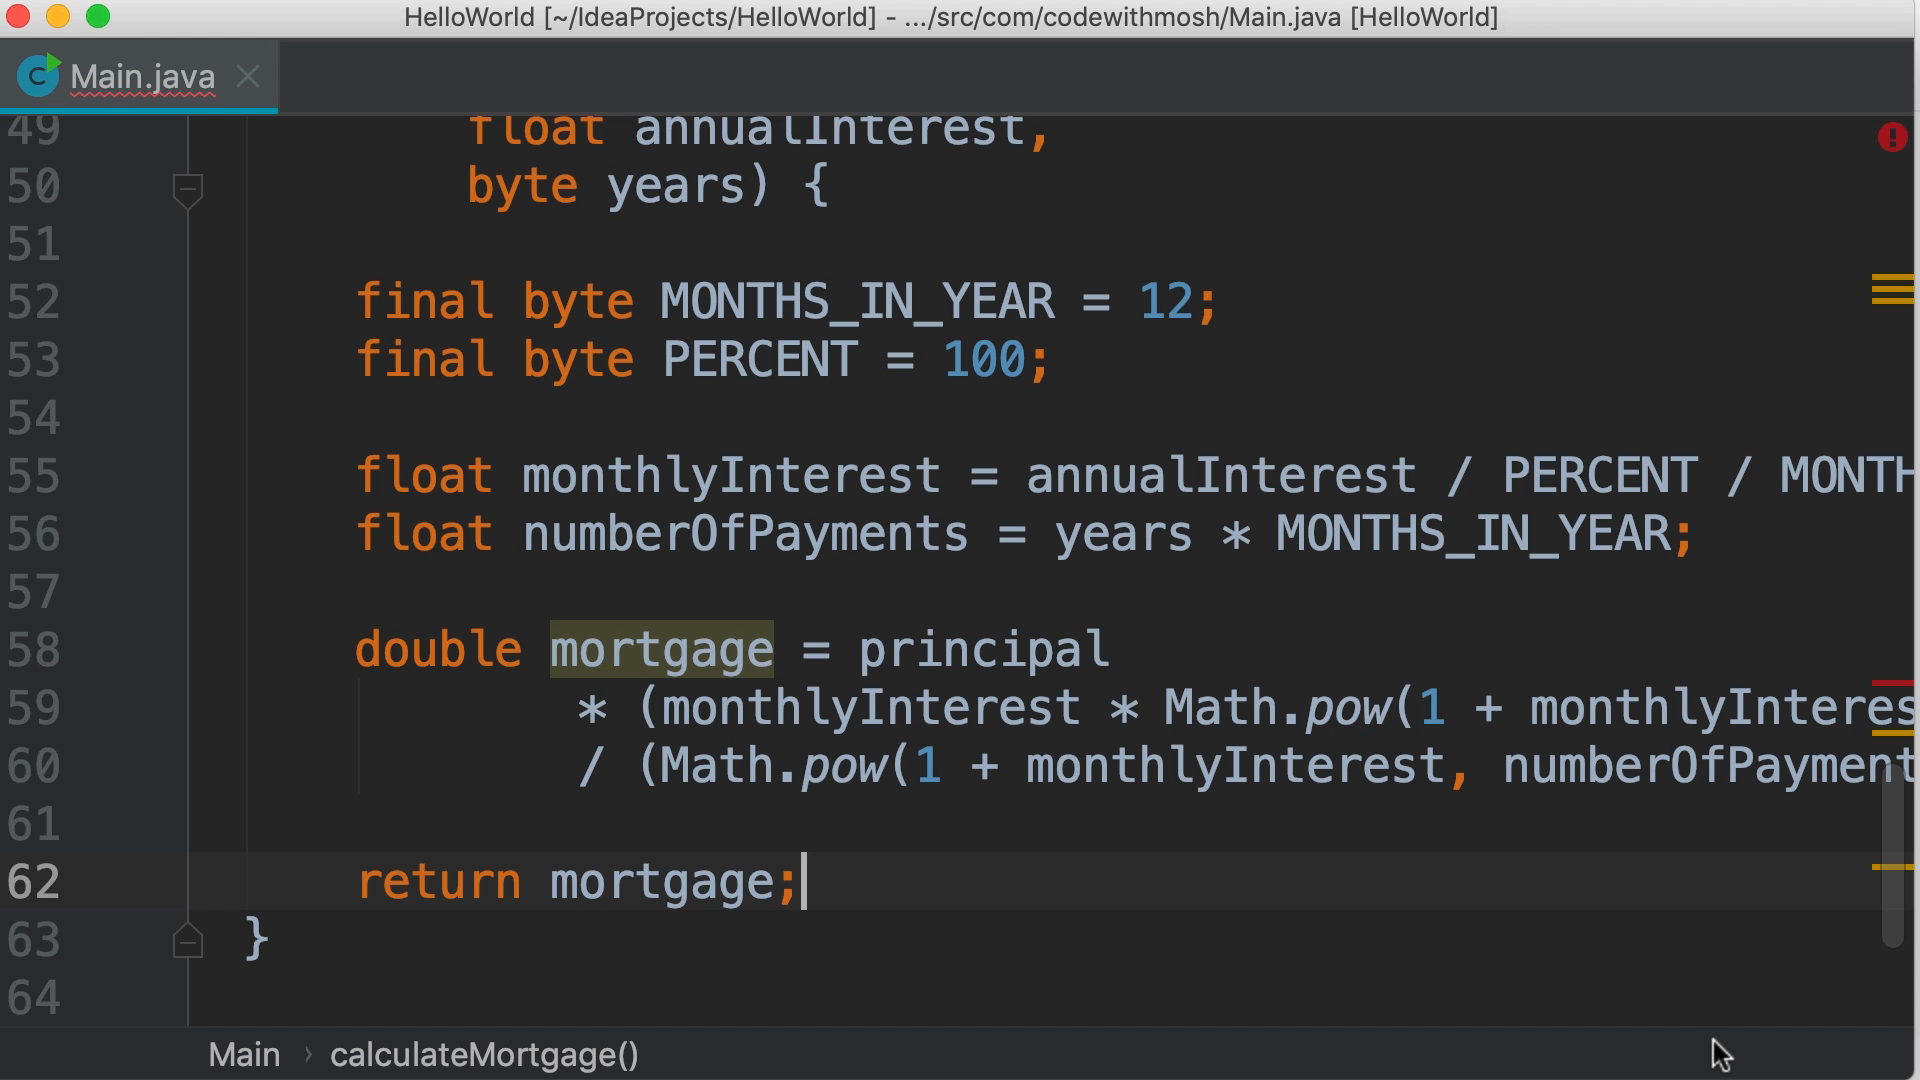 HelloWorld [~/IdeaProjects/HelloWorld] - .../src/com/codewithmosh/Main.java [HelloWorld]
C Main.java
49 float annualInterest,
50 byte years) {
51
52 final byte MONTHS_IN_YEAR = 12;
53 final byte PERCENT = 100;
54
55 float monthlyInterest = annualInterest / PERCENT / MONTH
56 float numberOfPayments = years * MONTHS_IN_YEAR;
57
58 double mortgage = principal
59 * (monthlyInterest * Math.pow(1 + monthlyInteres
60 / (Math.pow(1 + monthlyInterest, numberOfPayment
61
62 return mortgage;
63 }
64
Main › calculateMortgage()